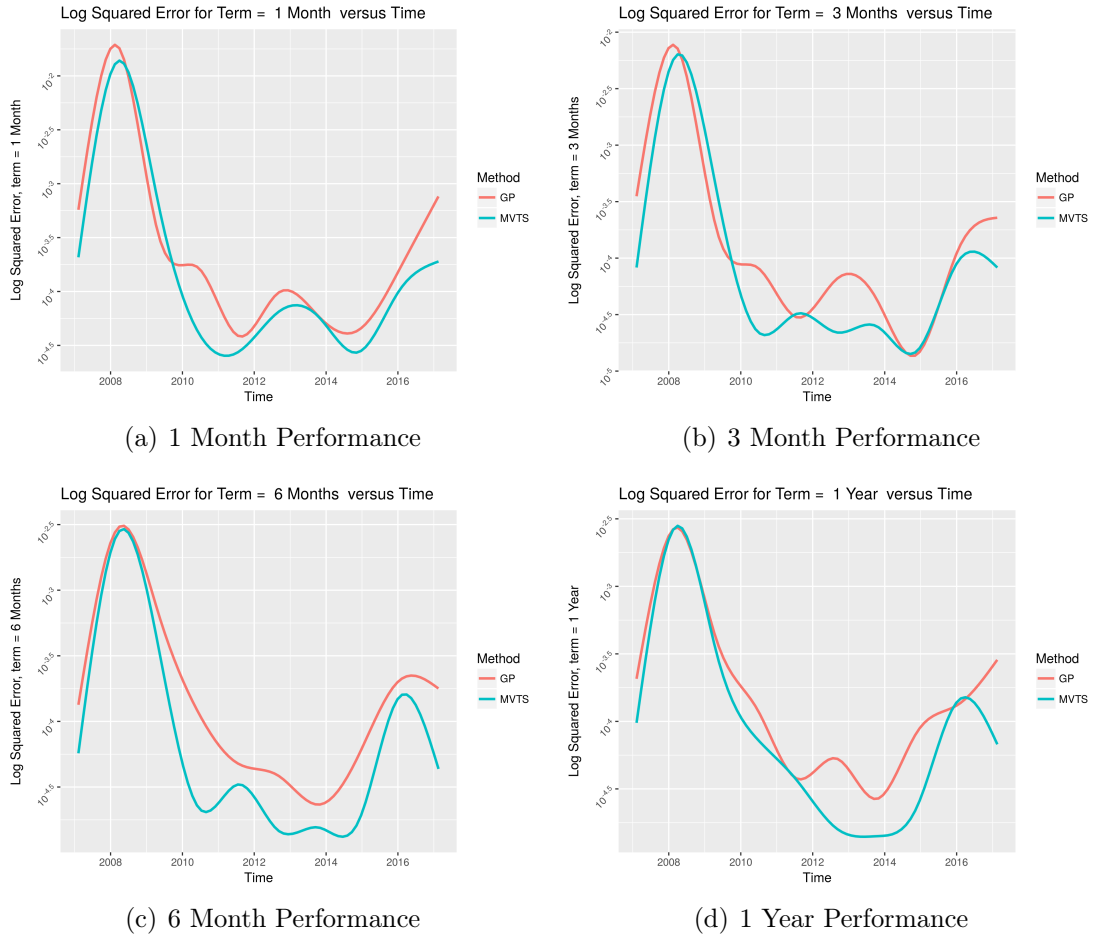 Log Squared Error for Term =  1 Month  versus Time
Log Squared Error, term = 1 Month
10^-2
10^-2.5
10^-3
10^-3.5
10^-4
10^-4.5
2008 2010 2012 2014 2016
Time
Method
GP
MVTS
(a) 1 Month Performance
Log Squared Error for Term =  3 Months  versus Time
Log Squared Error, term = 3 Months
10^-2
10^-2.5
10^-3
10^-3.5
10^-4
10^-4.5
10^-5
2008 2010 2012 2014 2016
Time
Method
GP
MVTS
(b) 3 Month Performance
Log Squared Error for Term =  6 Months  versus Time
Log Squared Error, term = 6 Months
10^-2.5
10^-3
10^-3.5
10^-4
10^-4.5
2008 2010 2012 2014 2016
Time
Method
GP
MVTS
(c) 6 Month Performance
Log Squared Error for Term =  1 Year  versus Time
Log Squared Error, term = 1 Year
10^-2.5
10^-3
10^-3.5
10^-4
10^-4.5
2008 2010 2012 2014 2016
Time
Method
GP
MVTS
(d) 1 Year Performance